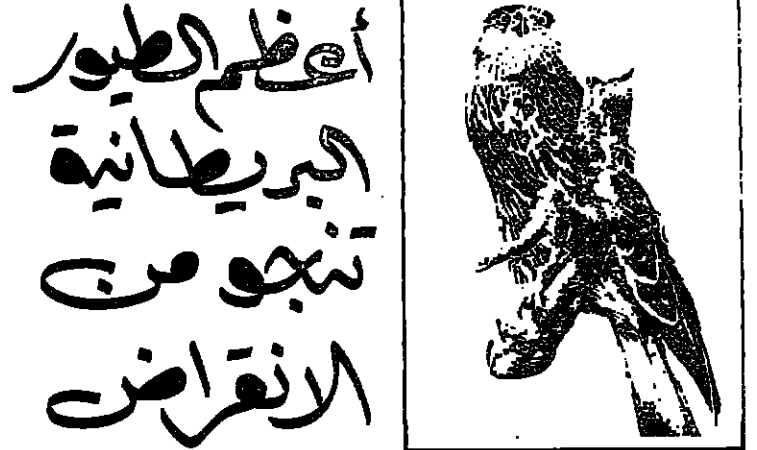 أعظم الطيور
البريطانية
تنجو من
الانقراض